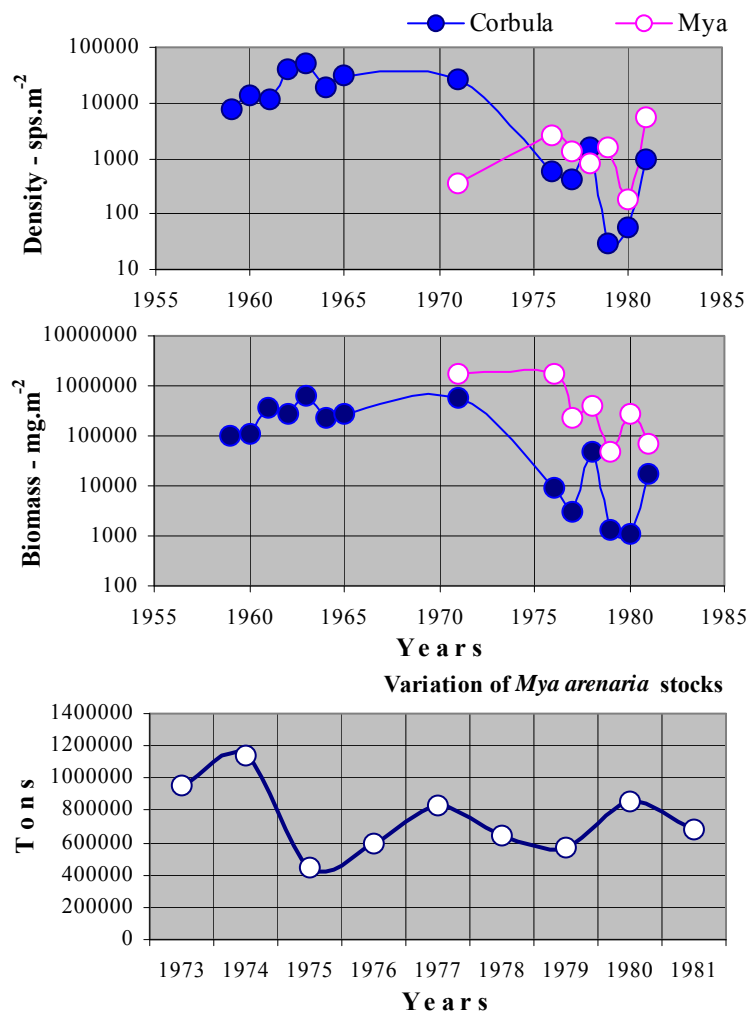 Corbula Mya
Density - sps.m-2
100000
10000
1000
100
10
1955 1960 1965 1970 1975 1980 1985
Biomass - mg.m-2
10000000
1000000
100000
10000
1000
100
1955 1960 1965 1970 1975 1980 1985
Years
Variation of Mya arenaria stocks
Tons
1400000
1200000
1000000
800000
600000
400000
200000
0
1973 1974 1975 1976 1977 1978 1979 1980 1981
Years